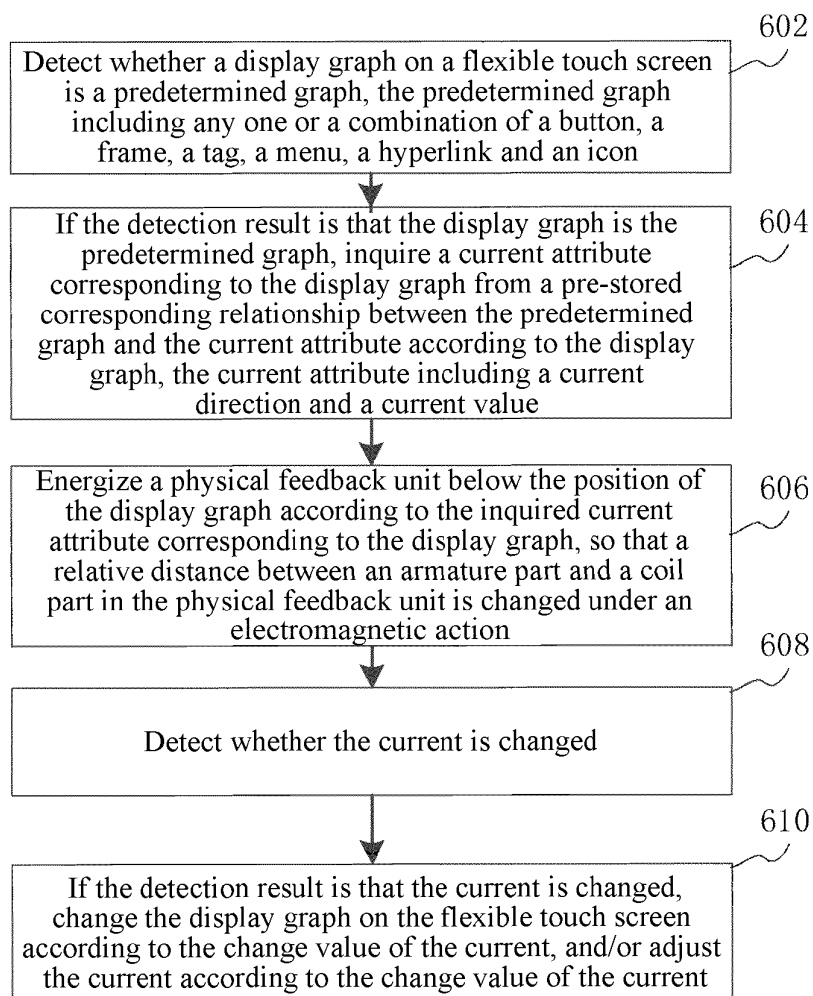 602
Detect whether a display graph on a flexible touch screen
is a predetermined graph, the predetermined graph
including any one or a combination of a button, a
frame, a tag, a menu, a hyperlink and an icon
604
If the detection result is that the display graph is the
predetermined graph, inquire a current attribute
corresponding to the display graph from a pre-stored
corresponding relationship between the predetermined
graph and the current attribute according to the display
graph, the current attribute including a current
direction and a current value
606
Energize a physical feedback unit below the position of
the display graph according to the inquired current
attribute corresponding to the display graph, so that a
relative distance between an armature part and a coil
part in the physical feedback unit is changed under an
electromagnetic action
608
Detect whether the current is changed
610
If the detection result is that the current is changed,
change the display graph on the flexible touch screen
according to the change value of the current, and/or adjust
the current according to the change value of the current